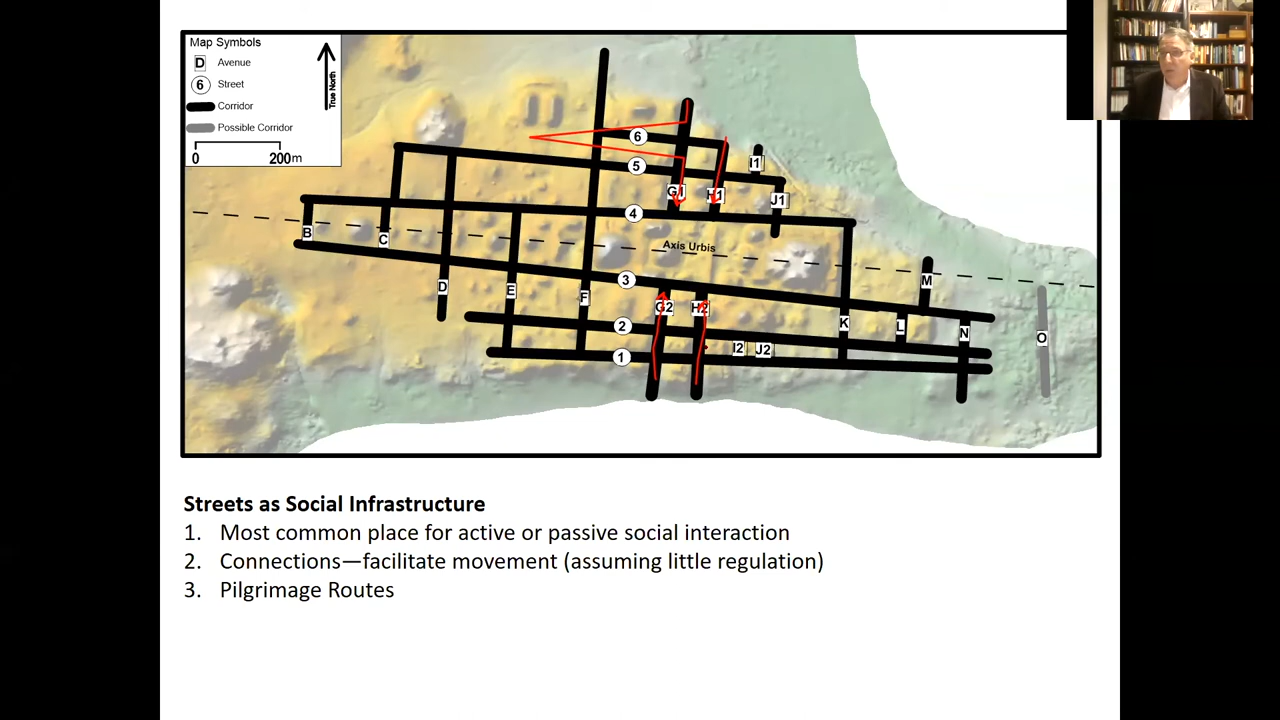 Map Symbols
D Avenue
6 Street
Corridor
Possible Corridor
0 200m
True North
6
5
I1
G1
H1
J1
4
B
C
Axis Urbis
M
3
D
E
F
G2
H2
K
L
N
O
2
1
I2
J2
Streets as Social Infrastructure
1. Most common place for active or passive social interaction
2. Connections—facilitate movement (assuming little regulation)
3. Pilgrimage Routes